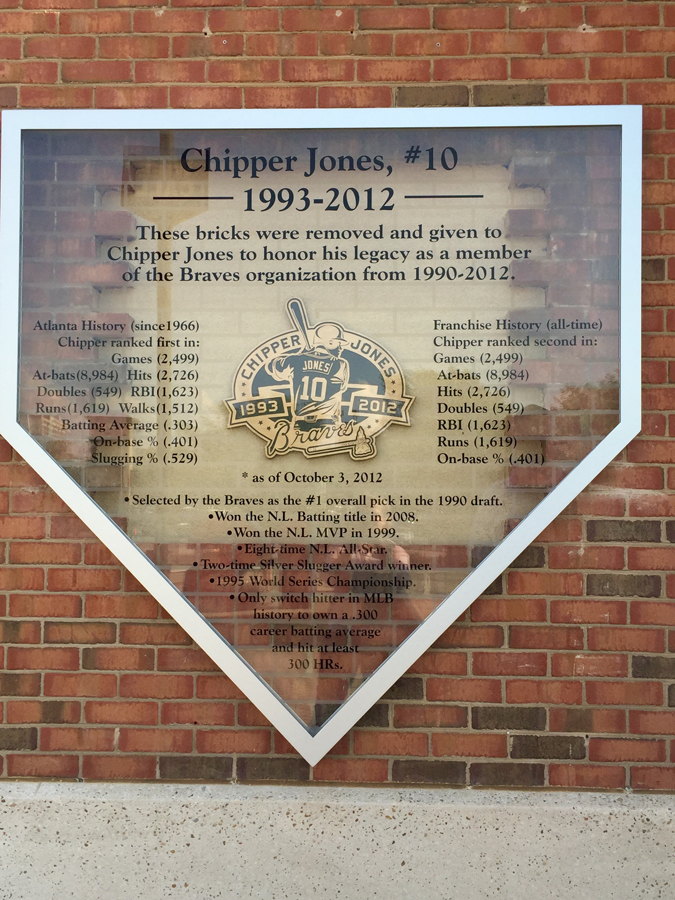 Chipper Jones, #10
1993-2012
These bricks were removed and given to
Chipper Jones to honor his legacy as a member
of the Braves organization from 1990-2012.
Atlanta History (since1966)
Chipper ranked first in:
Games (2,499)
At-bats(8,984) Hits (2,726)
Doubles (549) RBI(1,623)
Runs(1,619) Walks(1,512)
Batting Average (.303)
On-base % (.401)
Slugging % (.529)
CHIPPER JONES
JONES
10
1993 2012
Braves
Franchise History (all-time)
Chipper ranked second in:
Games (2,499)
At-bats (8,984)
Hits (2,726)
Doubles (549)
RBI (1,623)
Runs (1,619)
On-base % (.401)
* as of October 3, 2012
• Selected by the Braves as the #1 overall pick in the 1990 draft.
•Won the N.L. Batting title in 2008.
•Won the N.L. MVP in 1999.
• Eight-time N.L. All-Star.
• Two-time Silver Slugger Award winner.
•1995 World Series Championship.
• Only switch hitter in MLB
history to own a .300
career batting average
and hit at least
300 HRs.